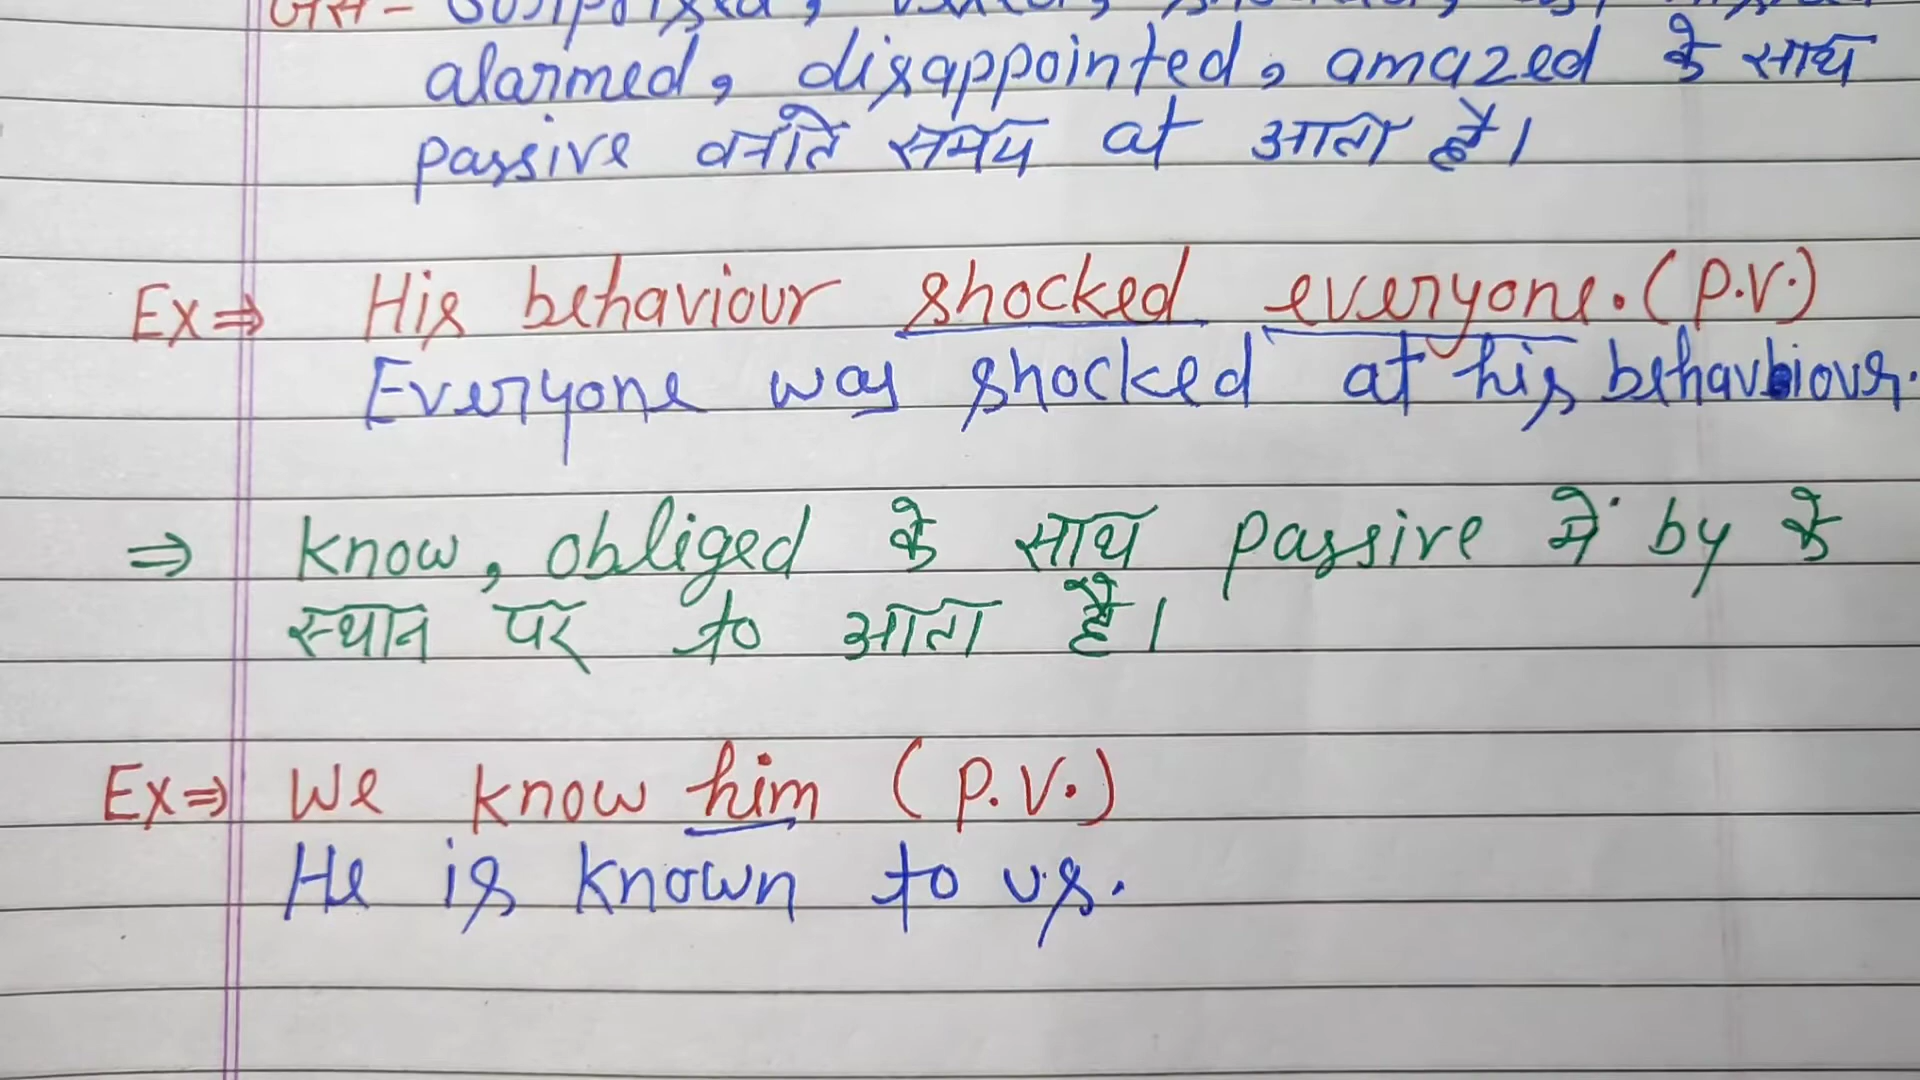 जैसे -
alarmed, disappointed, amazed के साथ
passive बनाते समय at आता है।
Ex⇒ His behaviour shocked everyone. (P.V.)
Everyone was shocked at his behaviour.
⇒ know, obliged के साथ passive में by के
स्थान पर to आता है।
Ex⇒ We know him (P.V.)
He is known to us.